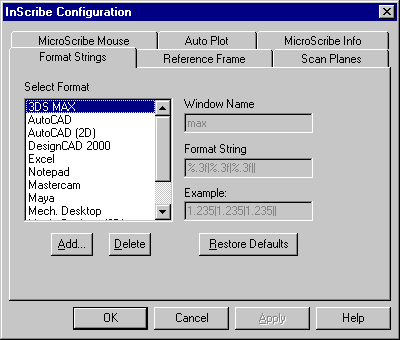 InScribe Configuration
MicroScribe Mouse
Auto Plot
MicroScribe Info
Format Strings
Reference Frame
Scan Planes
Select Format
3DS MAX
AutoCAD
AutoCAD (2D)
DesignCAD 2000
Excel
Notepad
Mastercam
Maya
Mech. Desktop
Window Name
max
Format String
%.3f|%.3f|%.3f||
Example:
1.235|1.235|1.235||
Add...
Delete
Restore Defaults
OK
Cancel
Apply
Help